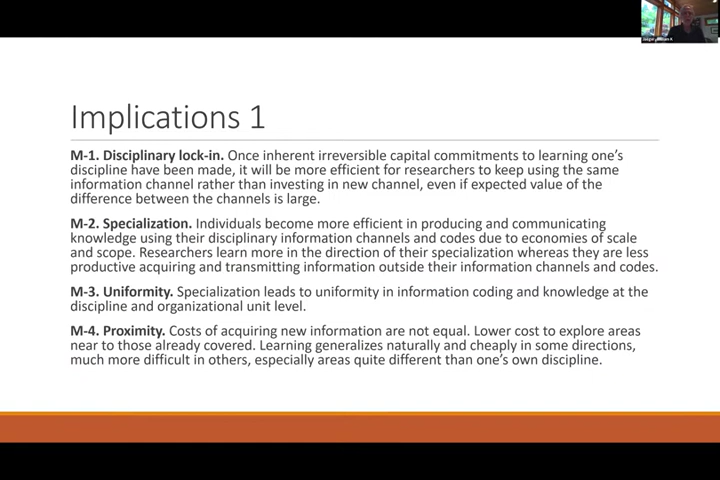 Implications 1
M-1. Disciplinary lock-in. Once inherent irreversible capital commitments to learning one's
discipline have been made, it will be more efficient for researchers to keep using the same
information channel rather than investing in new channel, even if expected value of the
difference between the channels is large.
M-2. Specialization. Individuals become more efficient in producing and communicating
knowledge using their disciplinary information channels and codes due to economies of scale
and scope. Researchers learn more in the direction of their specialization whereas they are less
productive acquiring and transmitting information outside their information channels and codes.
M-3. Uniformity. Specialization leads to uniformity in information coding and knowledge at the
discipline and organizational unit level.
M-4. Proximity. Costs of acquiring new information are not equal. Lower cost to explore areas
near to those already covered. Learning generalizes naturally and cheaply in some directions,
much more difficult in others, especially areas quite different than one's own discipline.